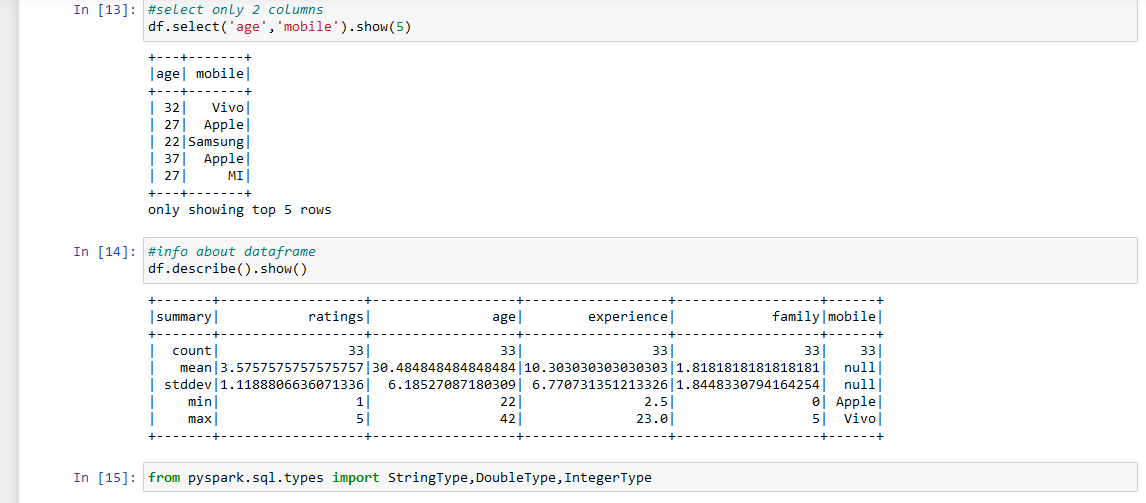 In [13]: #select only 2 columns
df.select('age','mobile').show(5)
+---+-------+
|age| mobile|
+---+-------+
| 32|   Vivo|
| 27|  Apple|
| 22|Samsung|
| 37|  Apple|
| 27|     MI|
+---+-------+
only showing top 5 rows
In [14]: #info about dataframe
df.describe().show()
+-------+------------------+------------------+------------------+------------------+------+
|summary|           ratings|               age|        experience|            family|mobile|
+-------+------------------+------------------+------------------+------------------+------+
|  count|                33|                33|                33|                33|    33|
|   mean|3.5757575757575757|30.484848484848484|10.303030303030303|1.8181818181818181|  null|
| stddev|1.1188806636071336|  6.18527087180309| 6.770731351213326|1.8448330794164254|  null|
|    min|                 1|                22|               2.5|                 0| Apple|
|    max|                 5|                42|              23.0|                 5|  Vivo|
+-------+------------------+------------------+------------------+------------------+------+
In [15]: from pyspark.sql.types import StringType,DoubleType,IntegerType